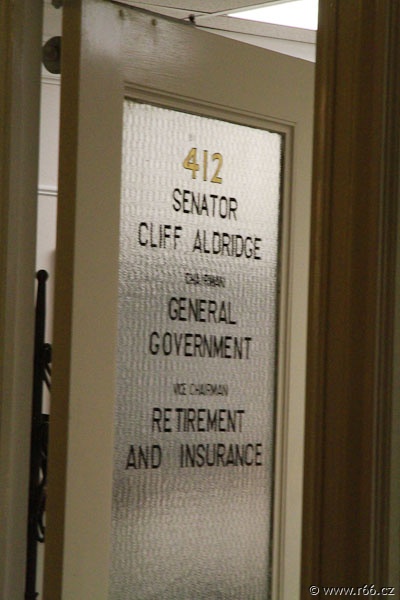 412
SENATOR
CLIFF ALDRIDGE
CHAIRMAN
GENERAL
GOVERNMENT
VICE CHAIRMAN
RETIREMENT
AND INSURANCE
© www.r66.cz